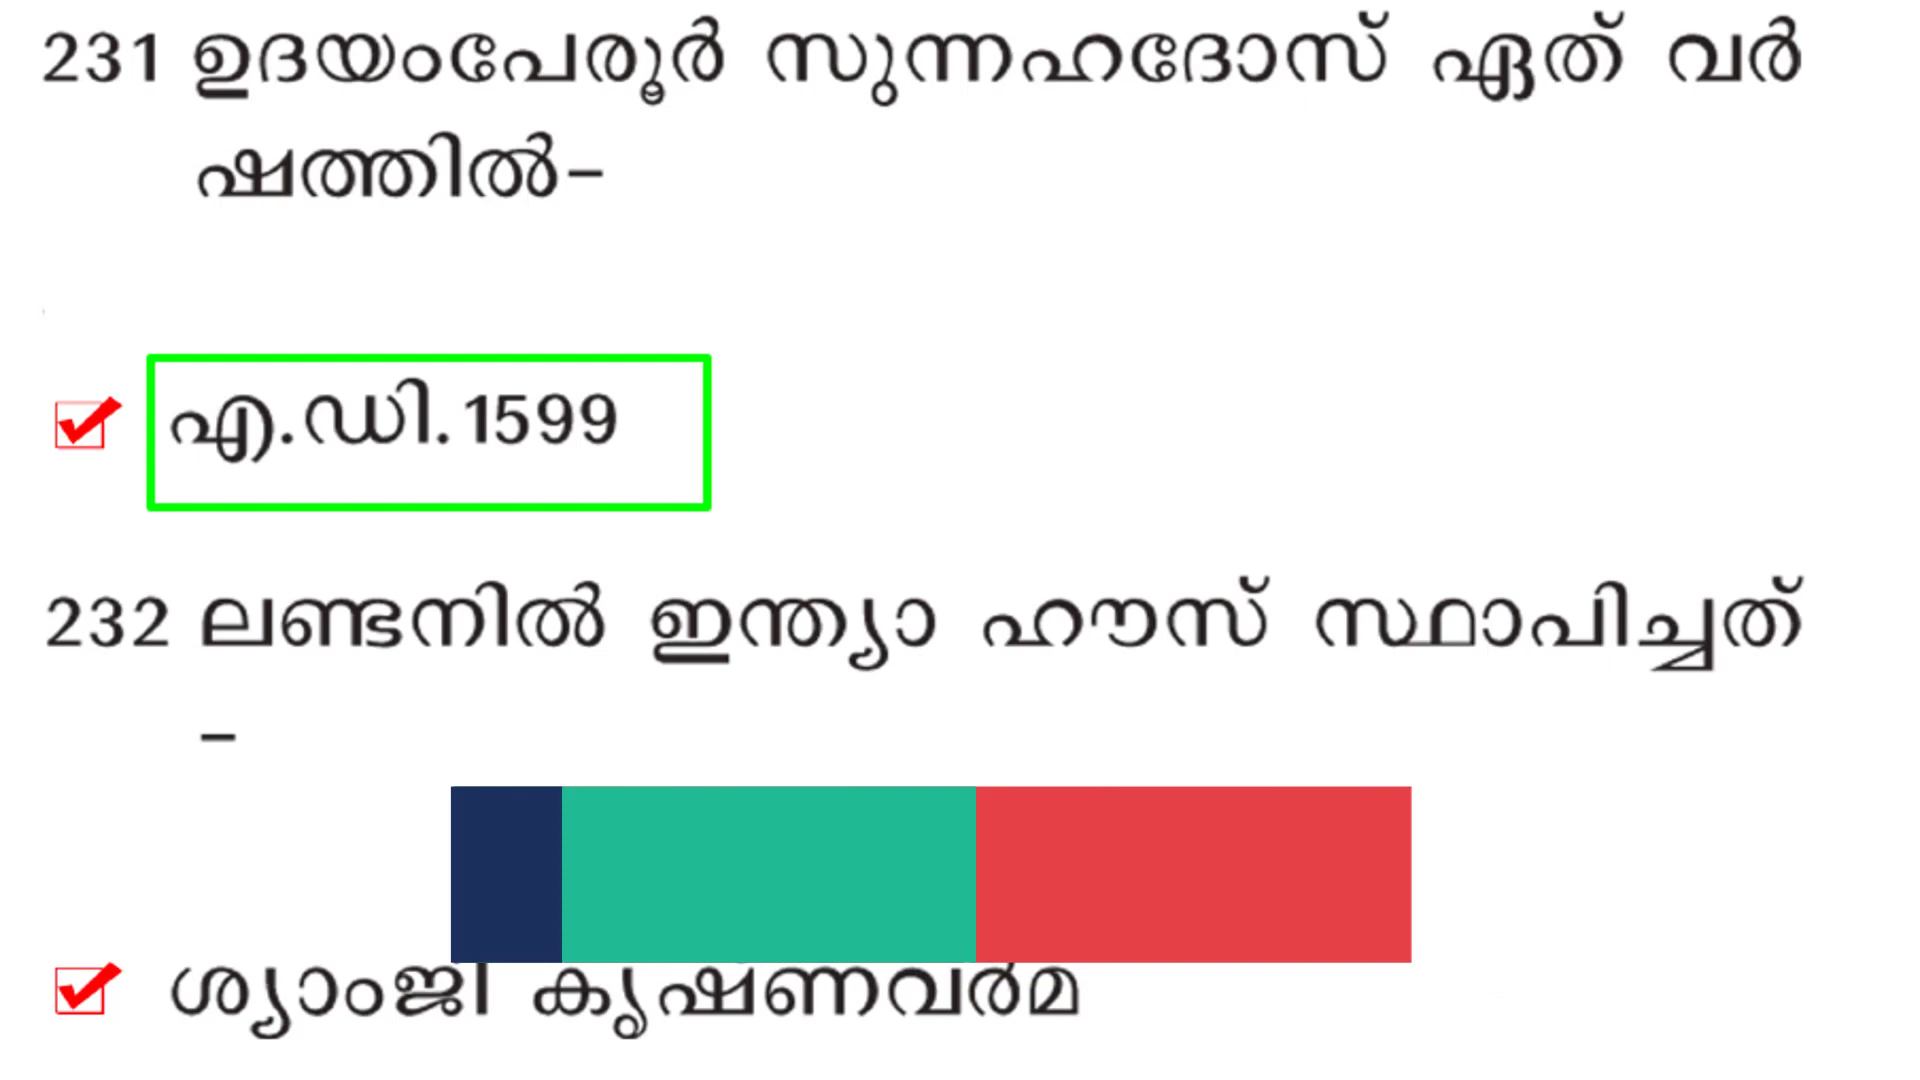 231 ഉദയംപേരൂർ സുന്നഹദോസ് ഏത് വർ
ഷത്തിൽ-
എ.ഡി.1599
232 ലണ്ടനിൽ ഇന്ത്യാ ഹൗസ് സ്ഥാപിച്ചത്
-
ശ്യാംജി കൃഷ്ണവർമ